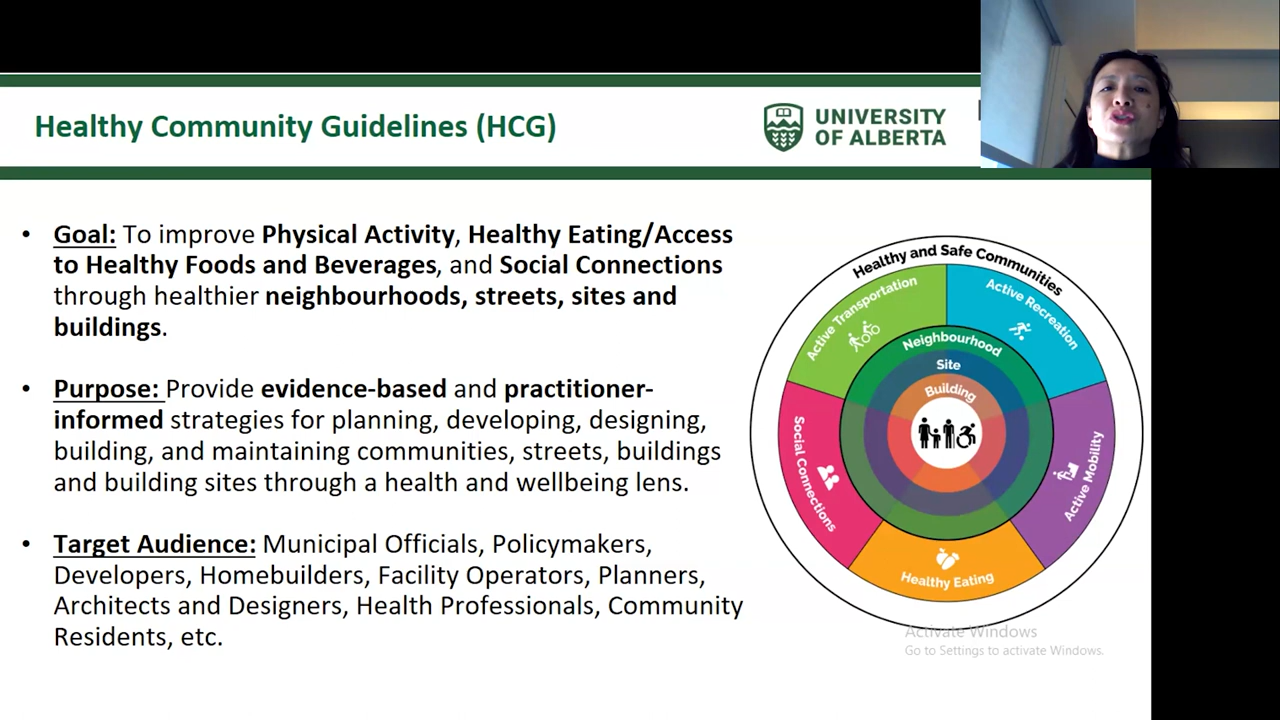 Healthy Community Guidelines (HCG)
UNIVERSITY
OF ALBERTA
• Goal: To improve Physical Activity, Healthy Eating/Access
to Healthy Foods and Beverages, and Social Connections
through healthier neighbourhoods, streets, sites and
buildings.
• Purpose: Provide evidence-based and practitioner-
informed strategies for planning, developing, designing,
building, and maintaining communities, streets, buildings
and building sites through a health and wellbeing lens.
• Target Audience: Municipal Officials, Policymakers,
Developers, Homebuilders, Facility Operators, Planners,
Architects and Designers, Health Professionals, Community
Residents, etc.
Healthy and Safe Communities
Active Transportation
Active Recreation
Neighbourhood
Site
Building
Social Connections
Active Mobility
Healthy Eating
Activate Windows
Go to Settings to activate Windows.